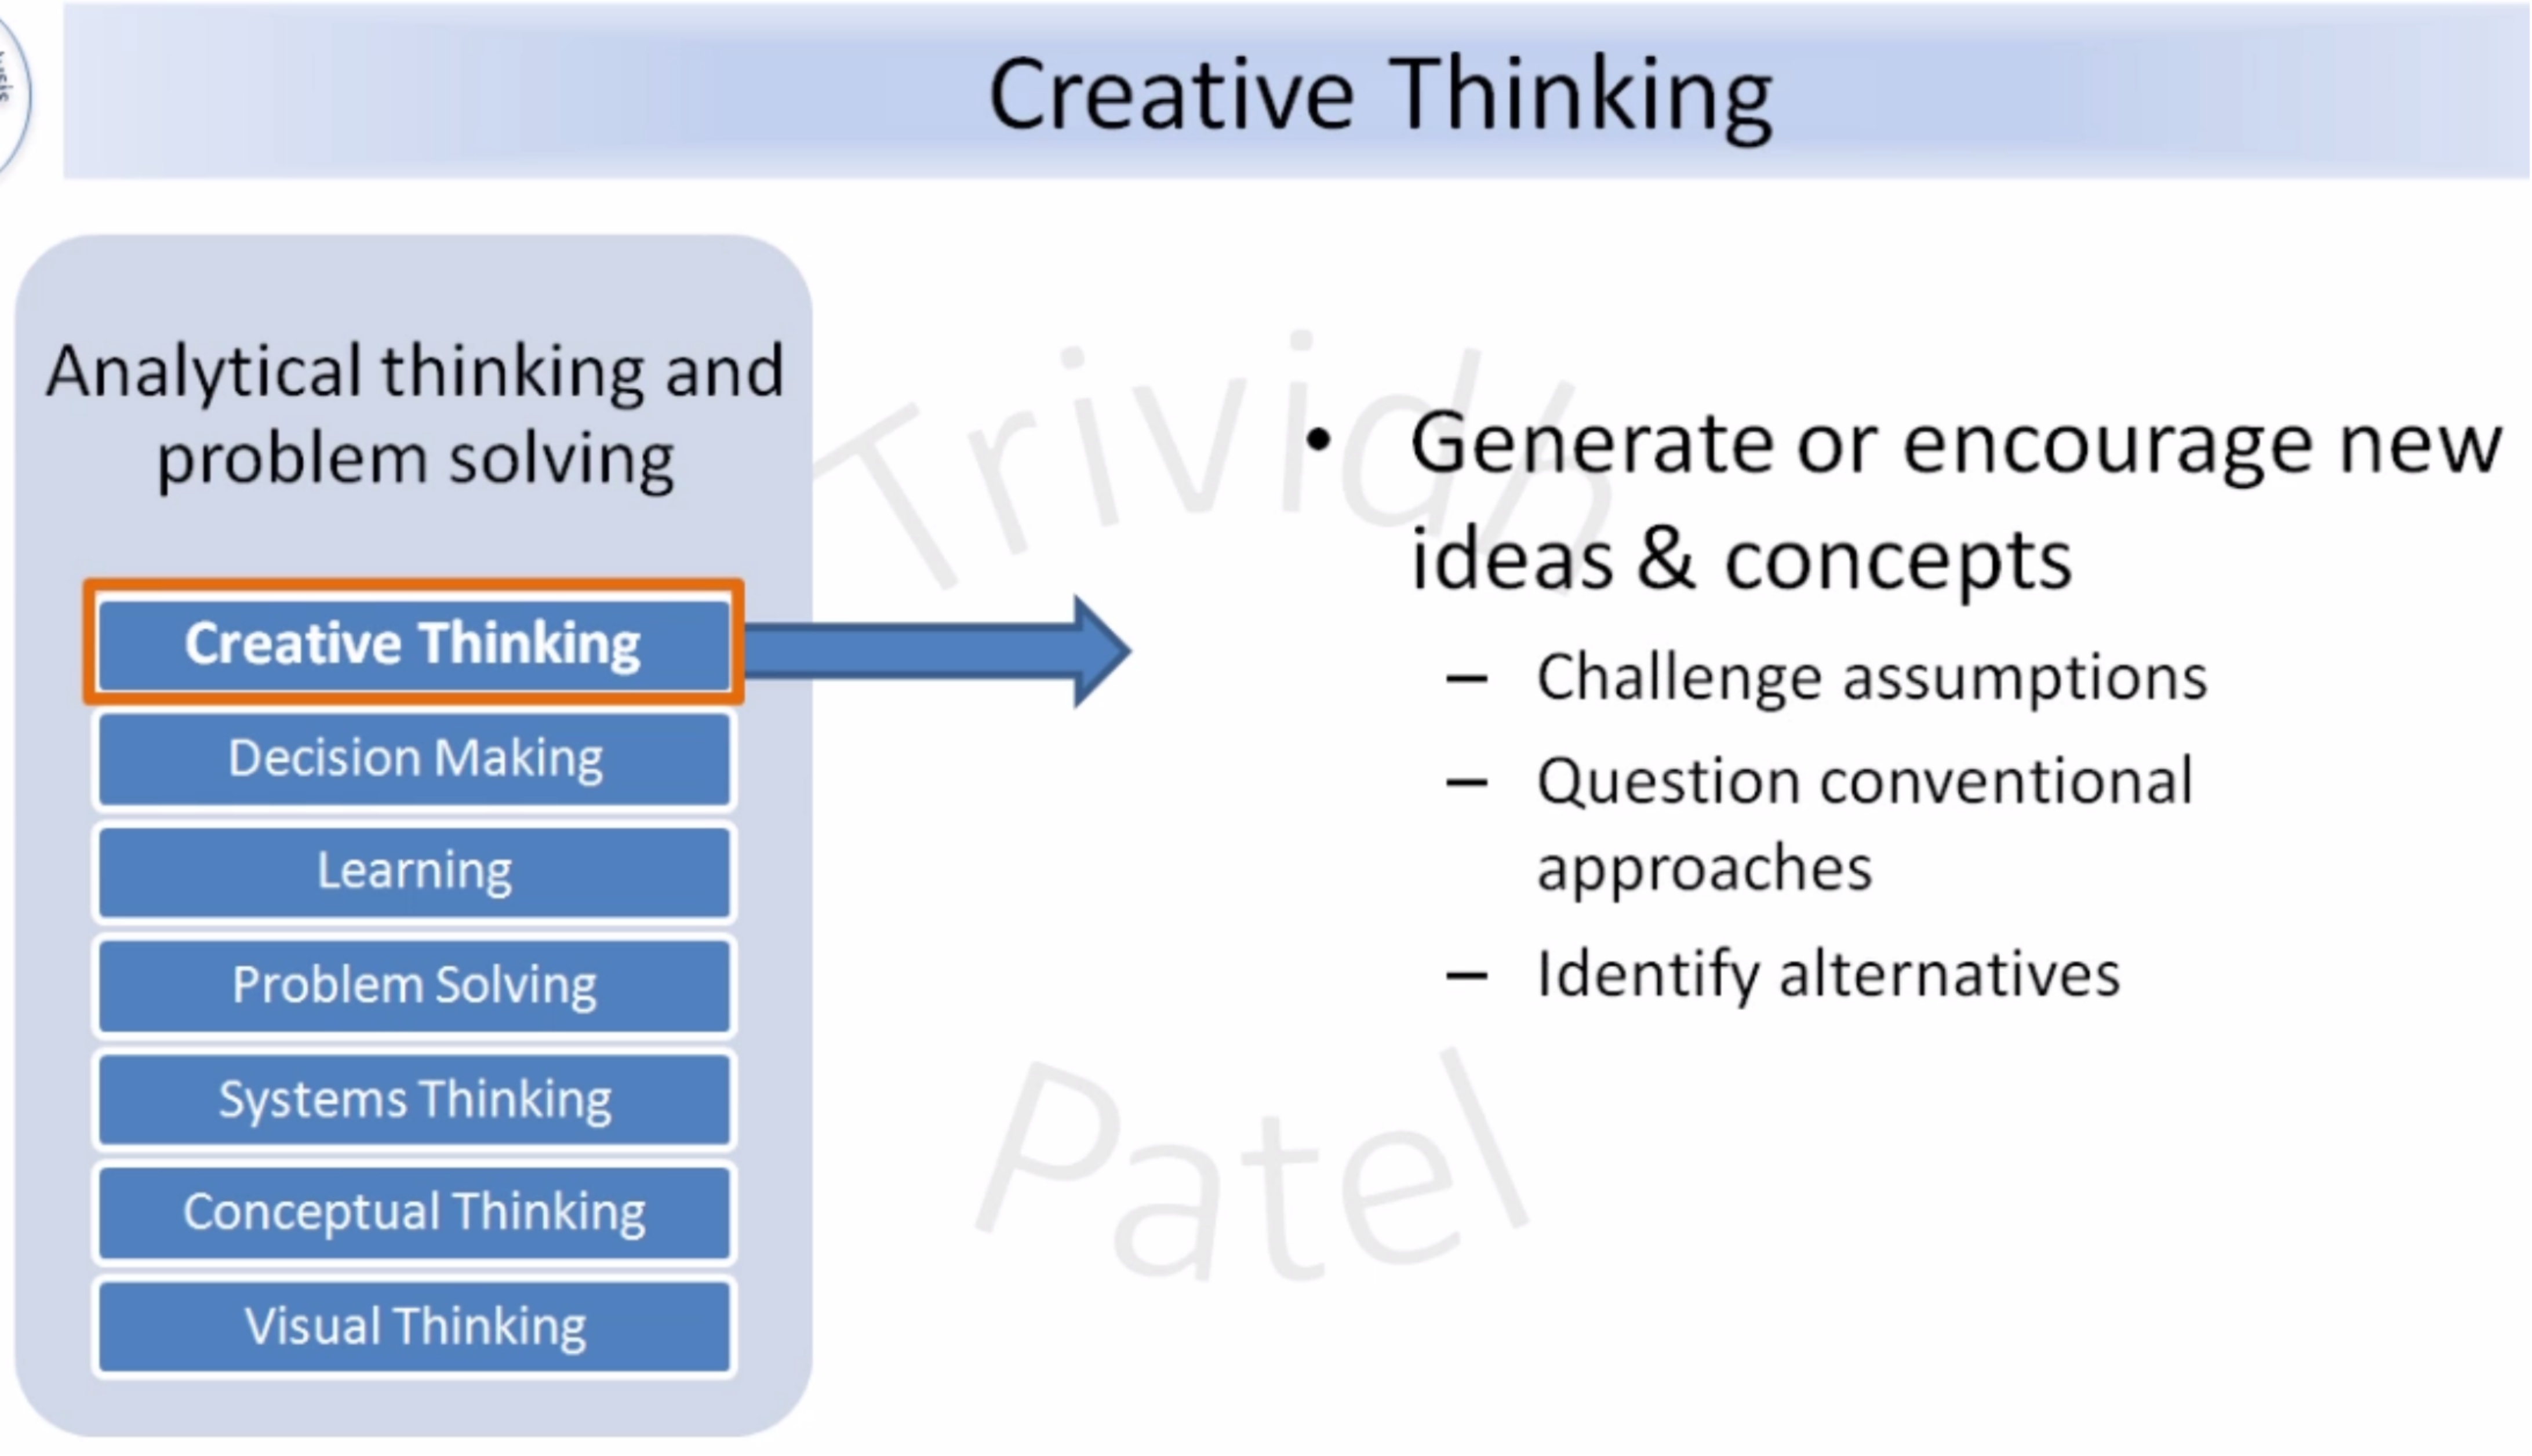 Creative Thinking
Analytical thinking and
problem solving
Creative Thinking
Decision Making
Learning
Problem Solving
Systems Thinking
Conceptual Thinking
Visual Thinking
• Generate or encourage new
ideas & concepts
– Challenge assumptions
– Question conventional
approaches
– Identify alternatives
Trividh
Patel